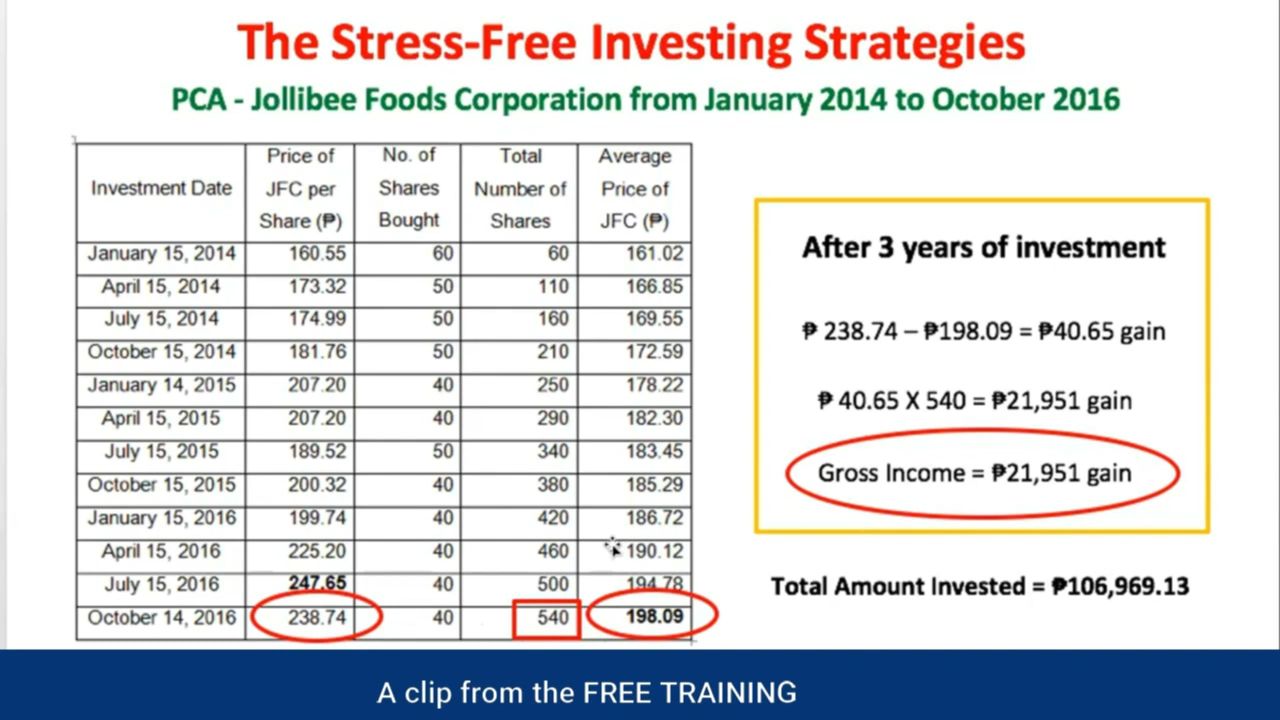 The Stress-Free Investing Strategies
PCA - Jollibee Foods Corporation from January 2014 to October 2016
Investment Date | Price of JFC per Share (₱) | No. of Shares Bought | Total Number of Shares | Average Price of JFC (₱)
January 15, 2014 | 160.55 | 60 | 60 | 161.02
April 15, 2014 | 173.32 | 50 | 110 | 166.85
July 15, 2014 | 174.99 | 50 | 160 | 169.55
October 15, 2014 | 181.76 | 50 | 210 | 172.59
January 14, 2015 | 207.20 | 40 | 250 | 178.22
April 15, 2015 | 207.20 | 40 | 290 | 182.30
July 15, 2015 | 189.52 | 50 | 340 | 183.45
October 15, 2015 | 200.32 | 40 | 380 | 185.29
January 15, 2016 | 199.74 | 40 | 420 | 186.72
April 15, 2016 | 225.20 | 40 | 460 | 190.12
July 15, 2016 | 247.65 | 40 | 500 | 194.78
October 14, 2016 | 238.74 | 40 | 540 | 198.09
After 3 years of investment
₱ 238.74 – ₱198.09 = ₱40.65 gain
₱ 40.65 X 540 = ₱21,951 gain
Gross Income = ₱21,951 gain
Total Amount Invested = ₱106,969.13
A clip from the FREE TRAINING